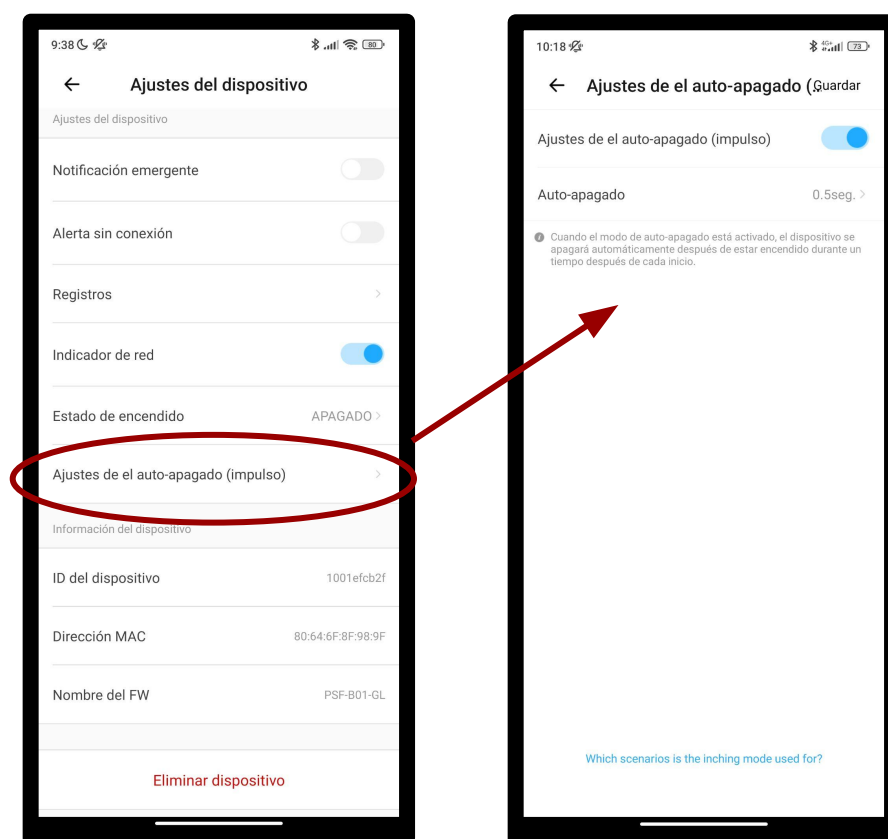 9:38
80
Ajustes del dispositivo
Ajustes del dispositivo
Notificación emergente
Alerta sin conexión
Registros
Indicador de red
Estado de encendido APAGADO
Ajustes de el auto-apagado (impulso)
Información del dispositivo
ID del dispositivo 1001efcb2f
Dirección MAC 80:64:6F:8F:98:9F
Nombre del FW PSF-B01-GL
Eliminar dispositivo
10:18
4G+
73
Ajustes de el auto-apagado ( Guardar
Ajustes de el auto-apagado (impulso)
Auto-apagado 0.5seg.
Cuando el modo de auto-apagado está activado, el dispositivo se
apagará automáticamente después de estar encendido durante un
tiempo después de cada inicio.
Which scenarios is the inching mode used for?